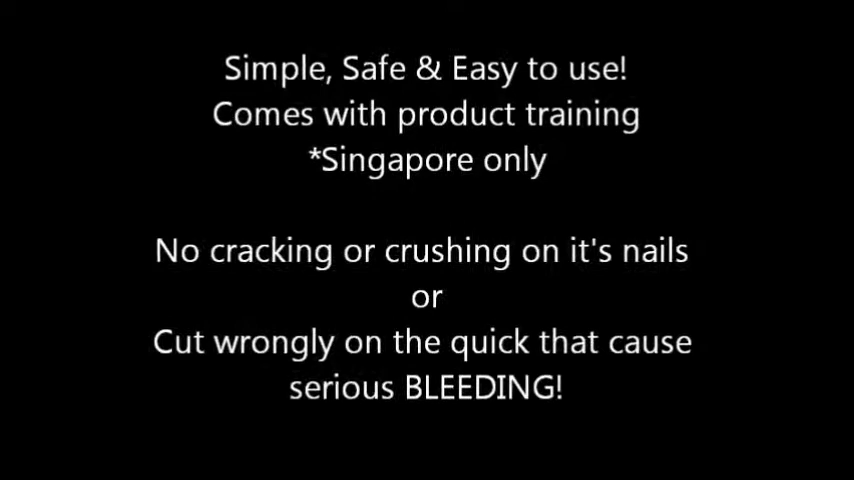 Simple, Safe & Easy to use!
Comes with product training
*Singapore only
No cracking or crushing on it's nails
or
Cut wrongly on the quick that cause
serious BLEEDING!